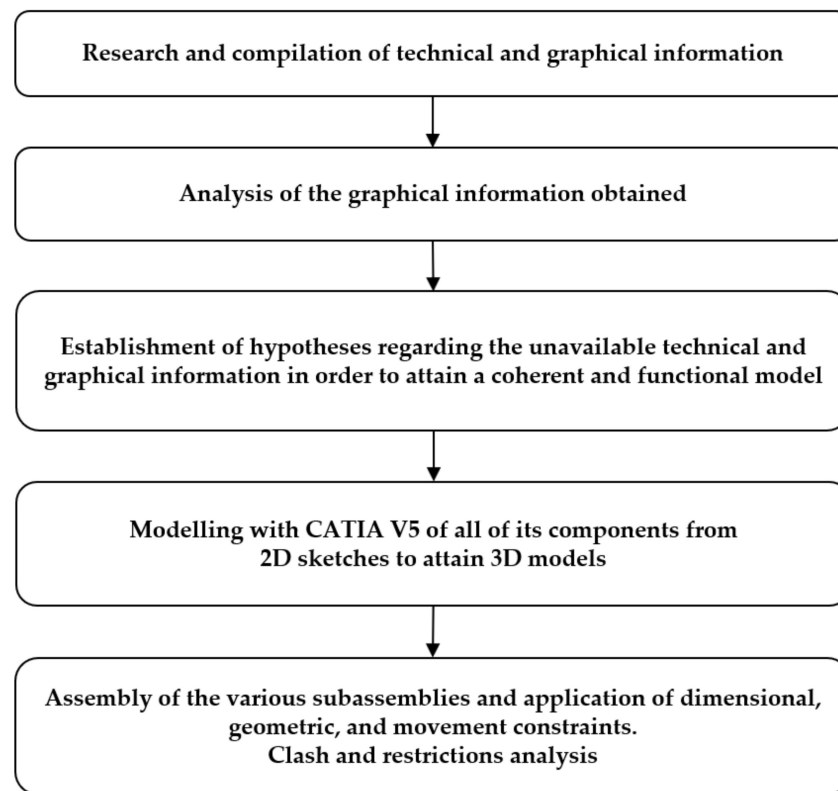 Research and compilation of technical and graphical information
Analysis of the graphical information obtained
Establishment of hypotheses regarding the unavailable technical and
graphical information in order to attain a coherent and functional model
Modelling with CATIA V5 of all of its components from
2D sketches to attain 3D models
Assembly of the various subassemblies and application of dimensional,
geometric, and movement constraints.
Clash and restrictions analysis